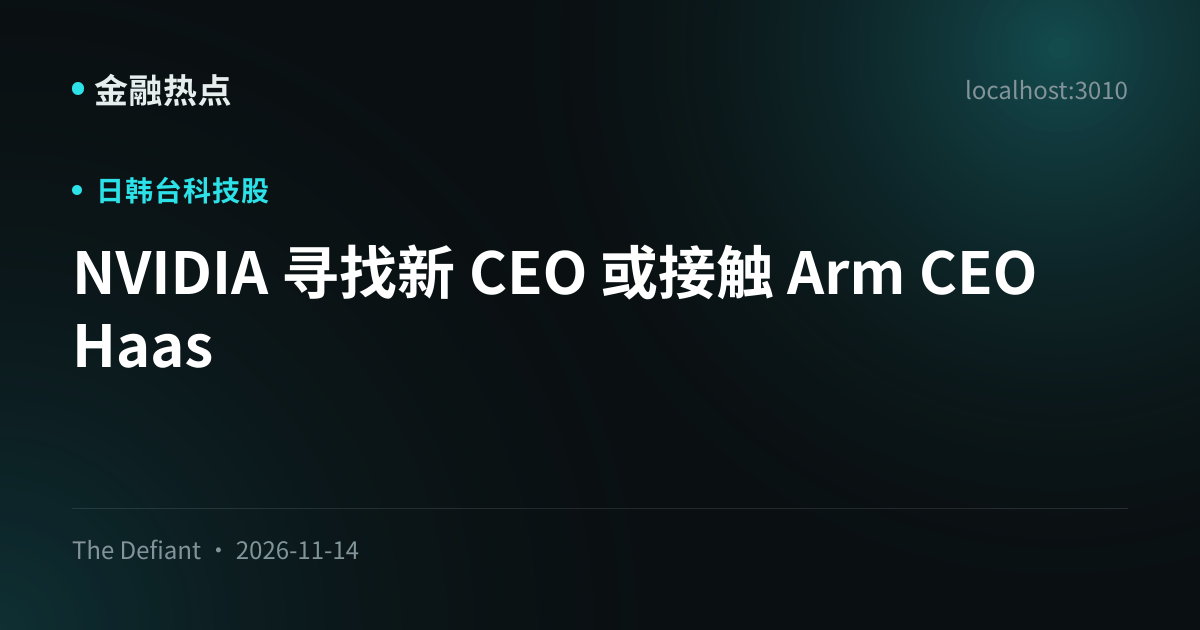 金融热点
localhost:3010
日韩台科技股
NVIDIA 寻找新 CEO 或接触 Arm CEO
Haas
The Defiant · 2026-11-14